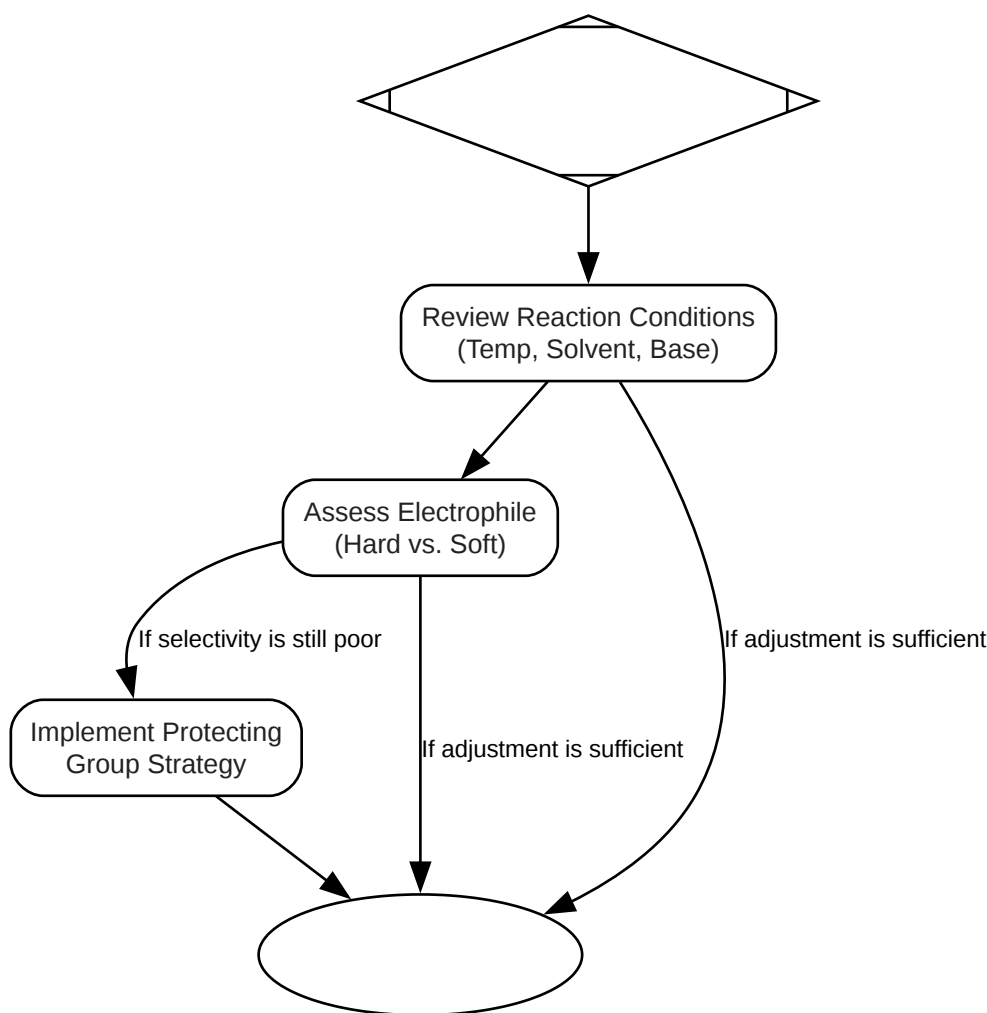 Review Reaction Conditions
(Temp, Solvent, Base)
Assess Electrophile
(Hard vs. Soft)
If selectivity is still poor
If adjustment is sufficient
Implement Protecting
Group Strategy
If adjustment is sufficient